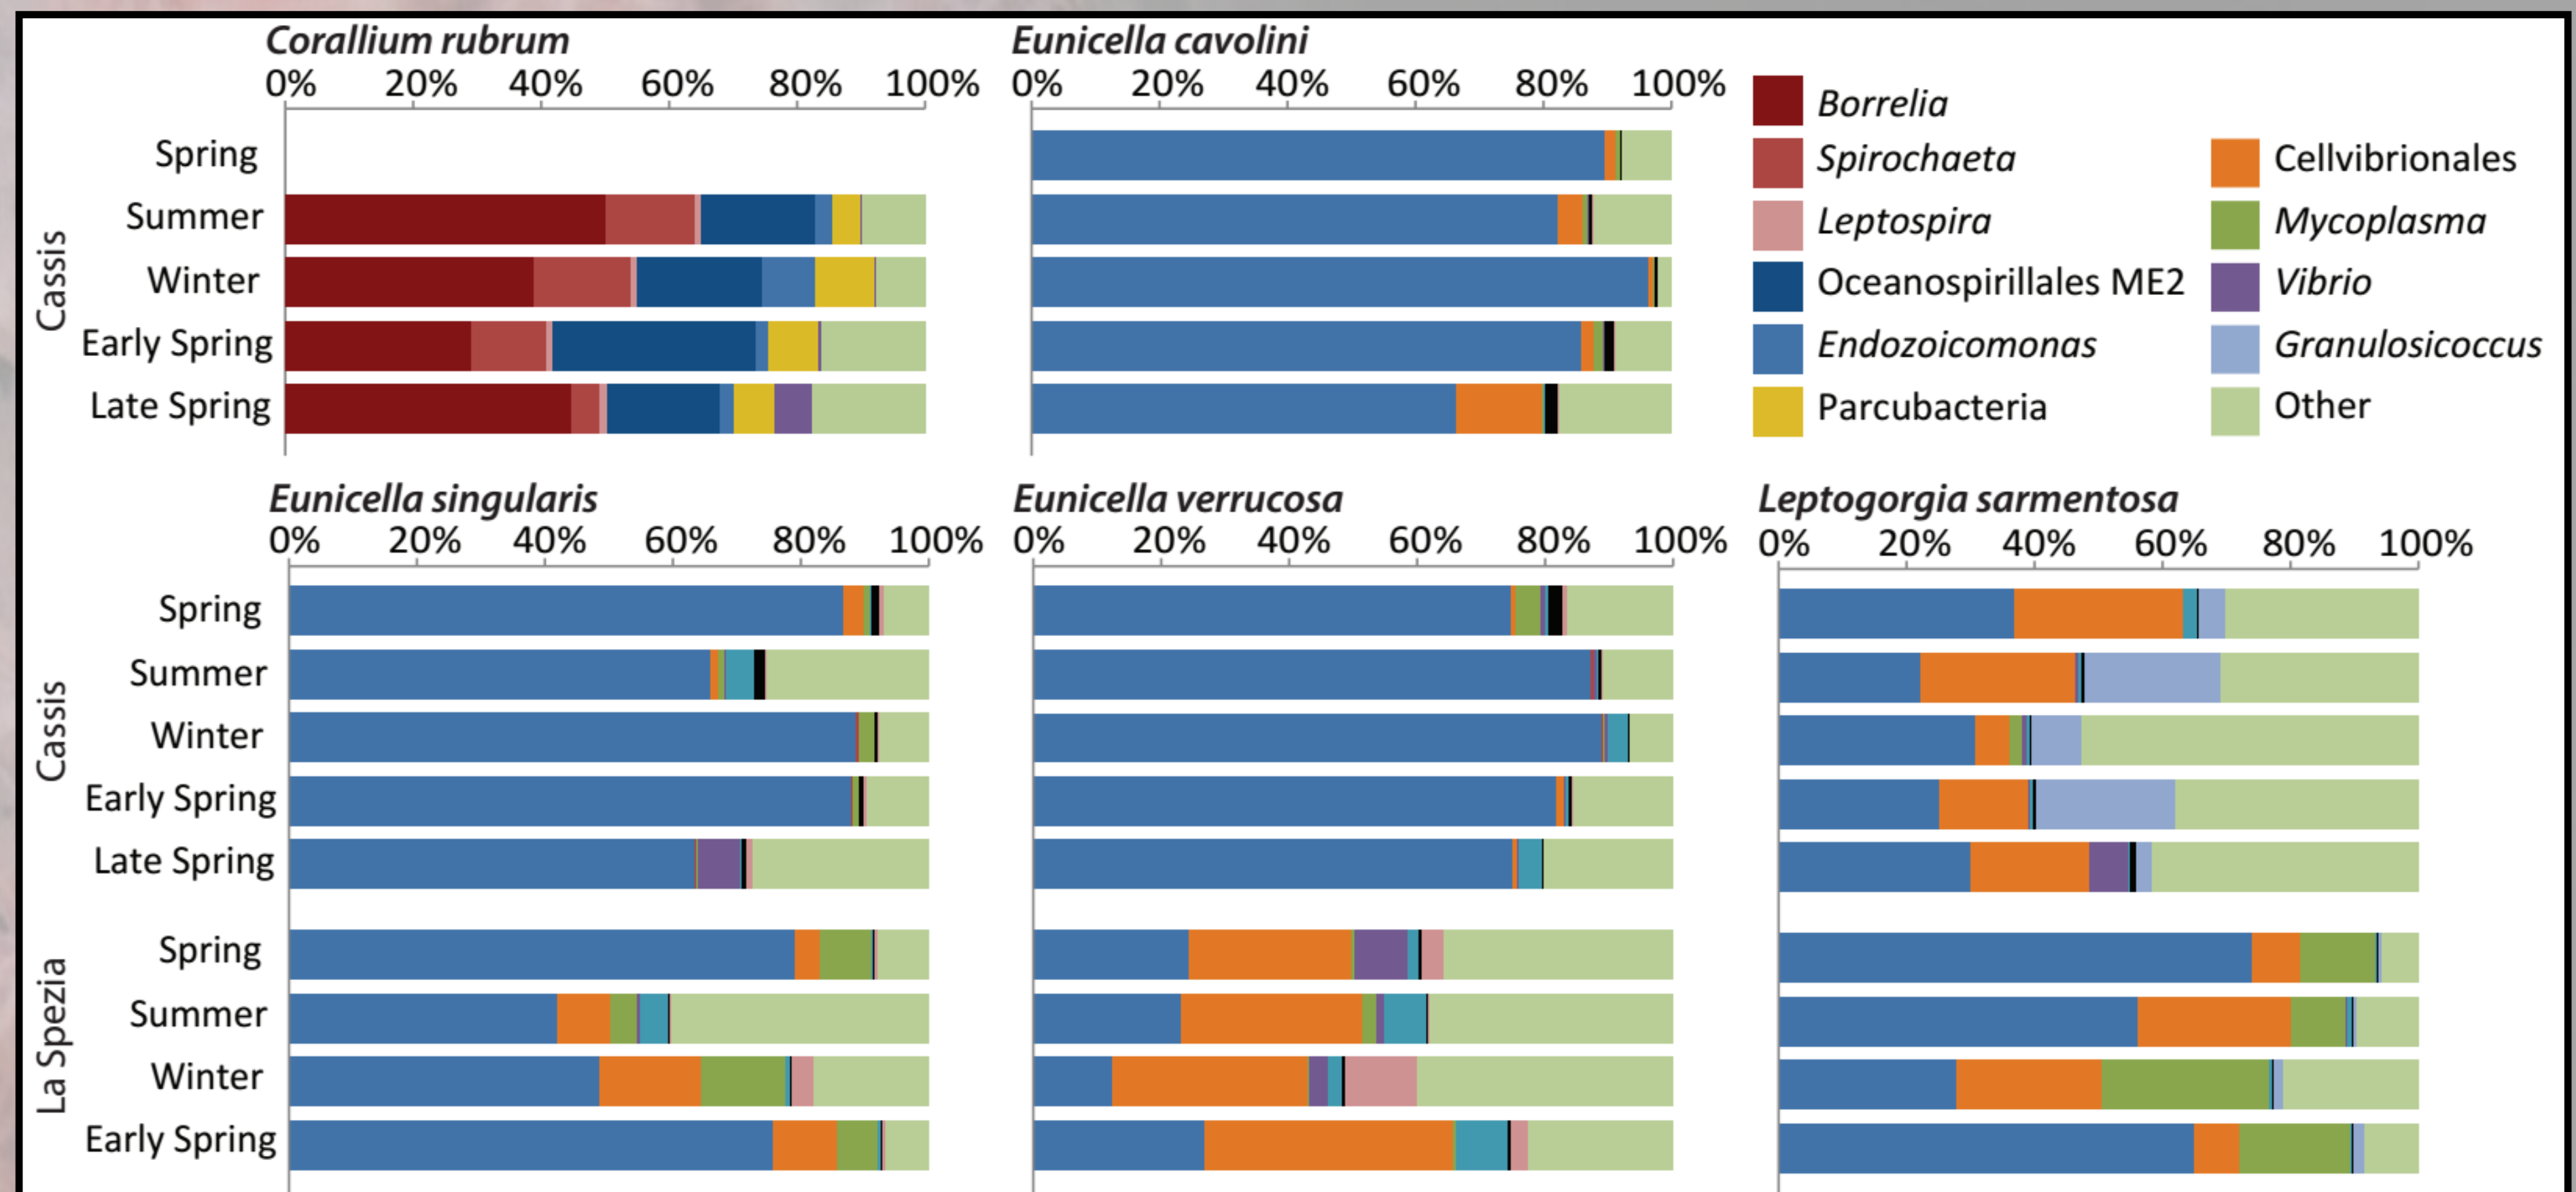 Corallium rubrum
0% 20% 40% 60% 80% 100%
Cassis
Spring
Summer
Winter
Early Spring
Late Spring
Eunicella cavolini
0% 20% 40% 60% 80% 100%
Borrelia
Spirochaeta
Leptospira
Oceanospirillales ME2
Endozoicomonas
Parcubacteria
Cellvibrionales
Mycoplasma
Vibrio
Granulosicoccus
Other
Eunicella singularis
0% 20% 40% 60% 80% 100%
Cassis
Spring
Summer
Winter
Early Spring
Late Spring
La Spezia
Spring
Summer
Winter
Early Spring
Eunicella verrucosa
0% 20% 40% 60% 80% 100%
Leptogorgia sarmentosa
0% 20% 40% 60% 80% 100%